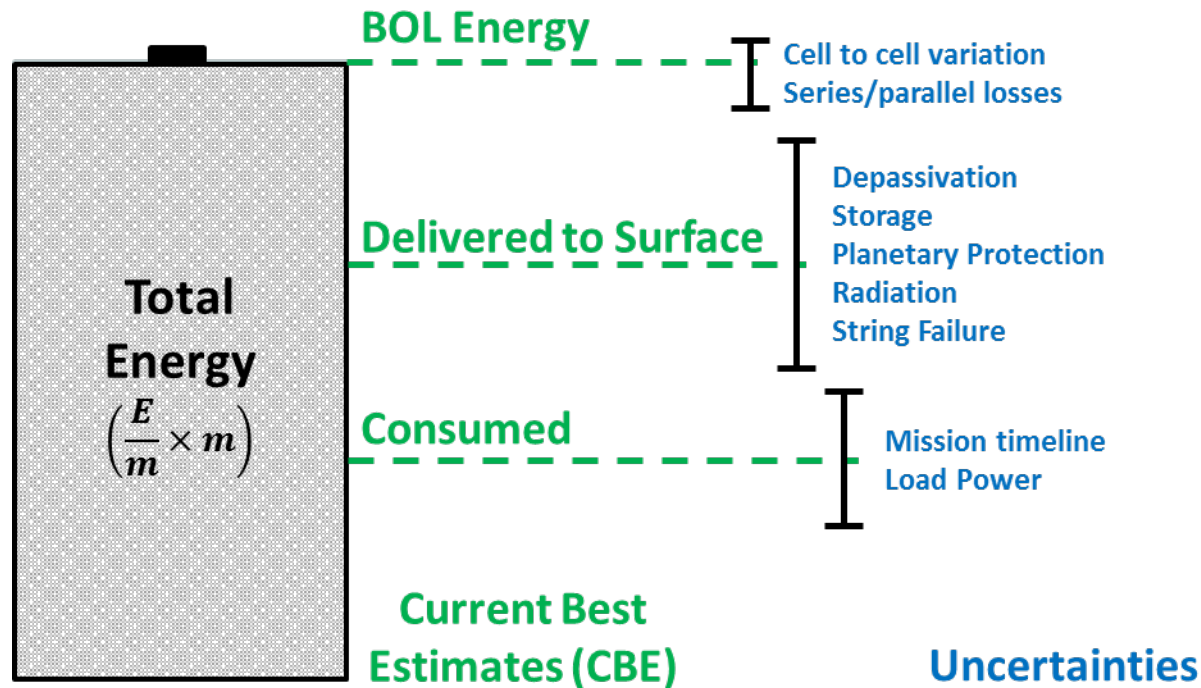 BOL Energy
Cell to cell variation
Series/parallel losses
Depassivation
Storage
Planetary Protection
Radiation
String Failure
Delivered to Surface
Total
Energy
(E/m × m)
Consumed
Mission timeline
Load Power
Current Best
Estimates (CBE)
Uncertainties